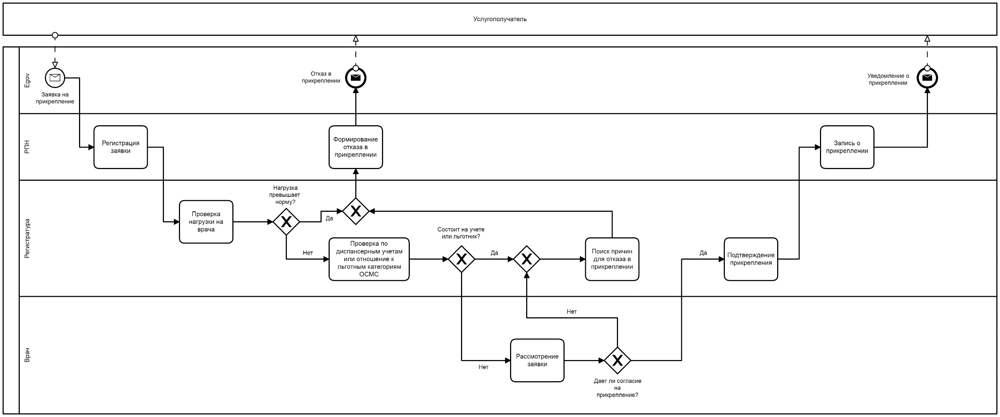 Услугополучатель
Egov
Заявка на
прикрепление
Отказ в
прикреплении
Уведомление о
прикреплении
РПН
Регистрация
заявки
Формирование
отказа в
прикреплении
Запись о
прикреплении
Регистратура
Проверка
нагрузки на
врача
Нагрузка
превышает
норму?
Да
Нет
Проверка по
диспансерным учетам
или отношение к
льготным категориям
ОСМС
Состоит на учете
или льготник?
Да
Нет
Поиск причин
для отказа в
прикреплении
Да
Подтверждение
прикрепления
Врач
Нет
Рассмотрение
заявки
Дает ли согласие
на
прикрепление?